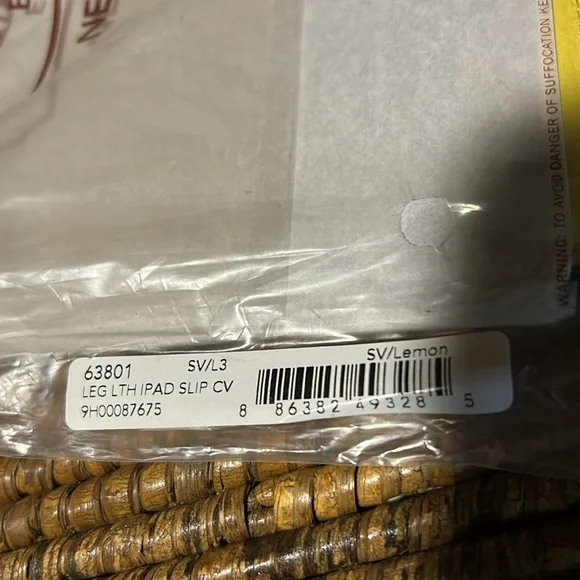 NE
WARNING: TO AVOID DANGER OF SUFFOCATION KE
63801 SV/L3 SV/Lemon
LEG LTH IPAD SLIP CV
9H00087675
8 86382 49328 5